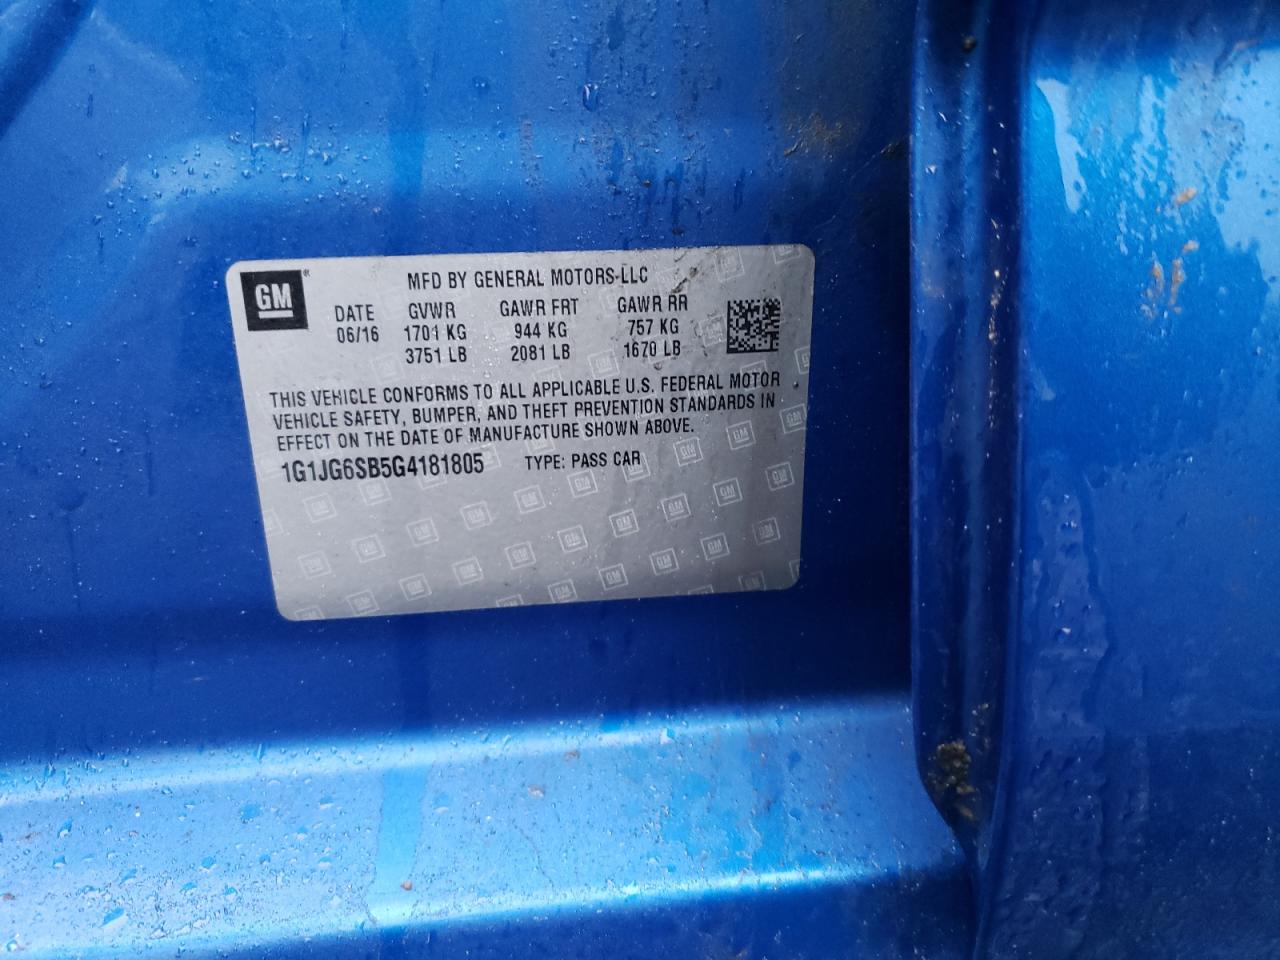 GM
MFD BY GENERAL MOTORS LLC
DATE GVWR GAWR FRT GAWR RR
06/16 1701 KG 944 KG 757 KG
3751 LB 2081 LB 1670 LB
THIS VEHICLE CONFORMS TO ALL APPLICABLE U.S. FEDERAL MOTOR
VEHICLE SAFETY, BUMPER, AND THEFT PREVENTION STANDARDS IN
EFFECT ON THE DATE OF MANUFACTURE SHOWN ABOVE.
1G1JG6SB5G4181805 TYPE: PASS CAR